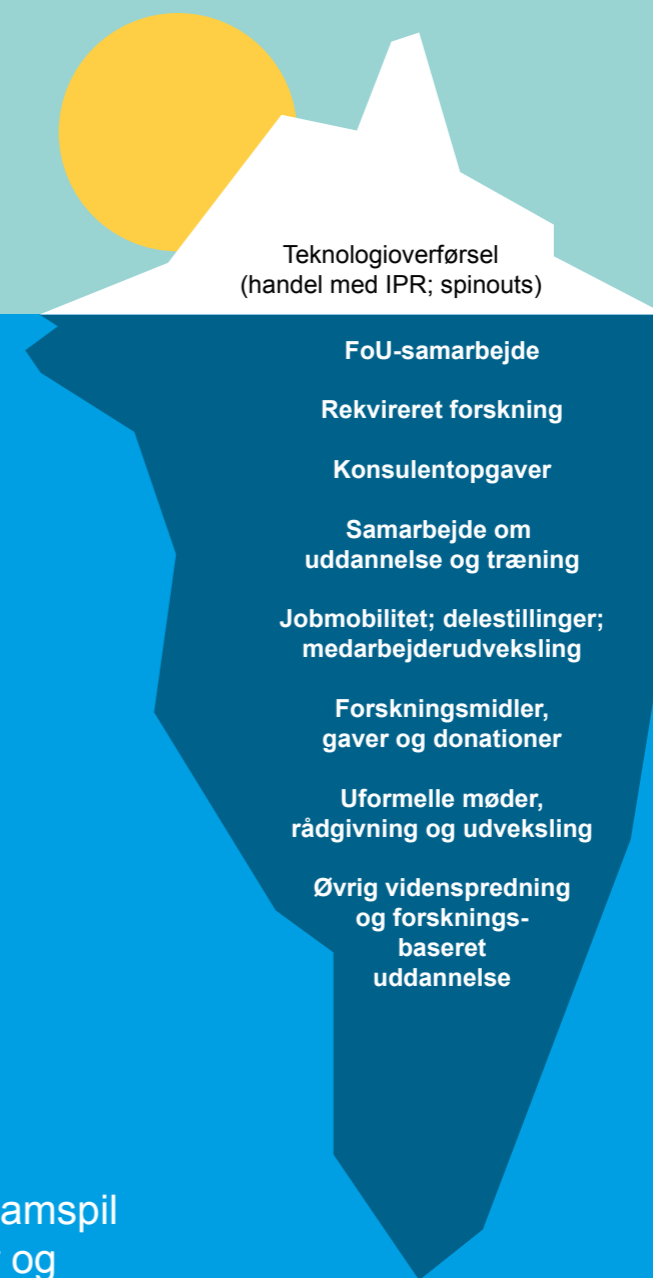 Teknologioverførsel
(handel med IPR; spinouts)
FoU-samarbejde
Rekvireret forskning
Konsulentopgaver
Samarbejde om
uddannelse og træning
Jobmobilitet; delestillinger;
medarbejderudveksling
Forskningsmidler,
gaver og donationer
Uformelle møder,
rådgivning og udveksling
Øvrig videnspredning
og forsknings-
baseret
uddannelse
amspil
og